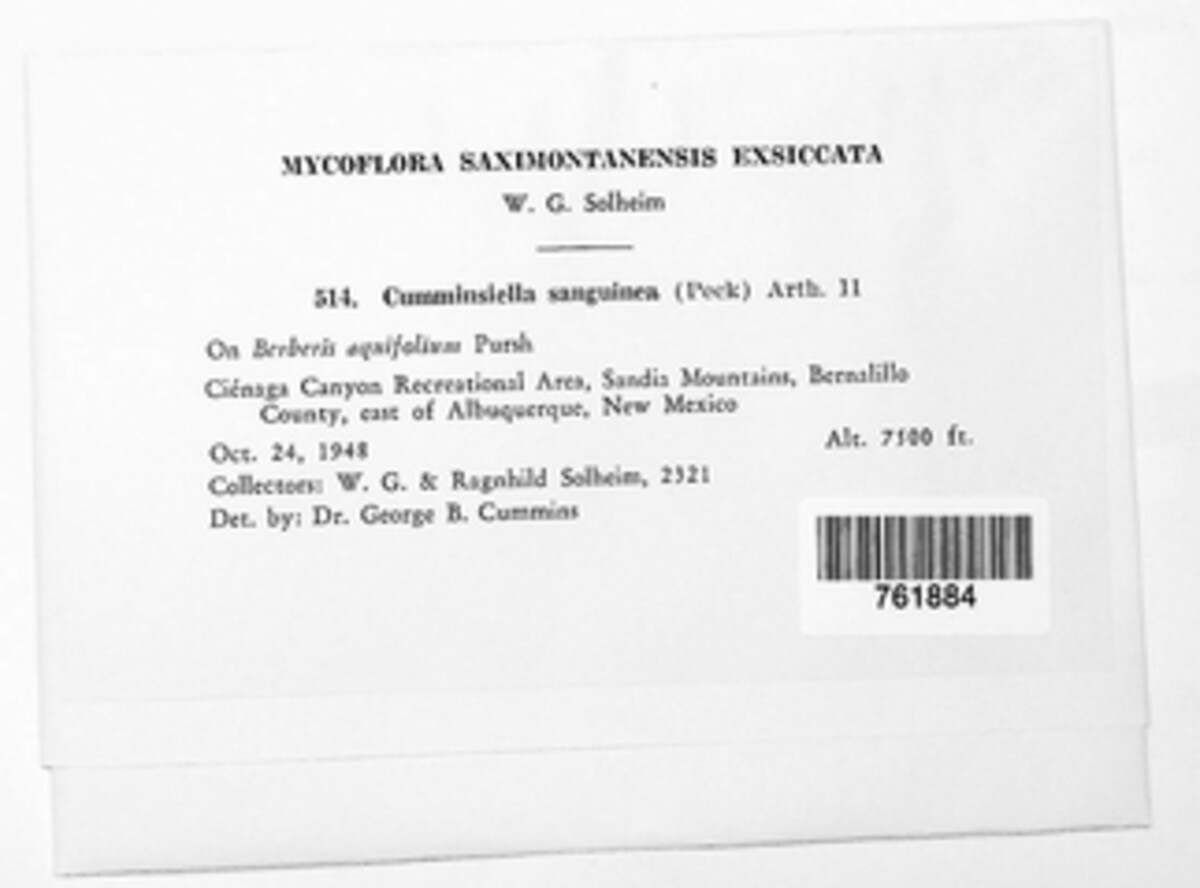 MYCOFLORA SAXIMONTANENSIS EXSICCATA
W. G. Solheim
514. Cumminsiella sanguinea (Peck) Arth. II
On Berberis aquifolium Pursh
Ciénaga Canyon Recreational Area, Sandia Mountains, Bernalillo
County, east of Albuquerque, New Mexico
Oct. 24, 1948
Alt. 7500 ft.
Collectors: W. G. & Ragnhild Solheim, 2321
Det. by: Dr. George B. Cummins
761884